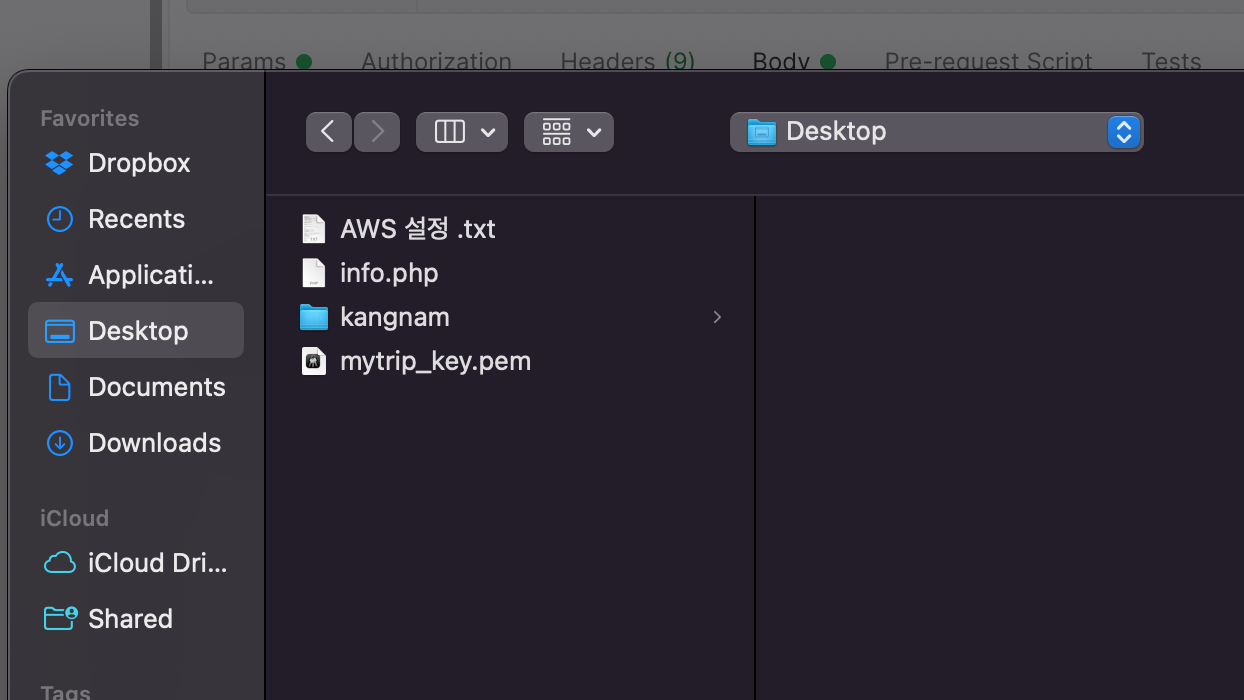 Params
Authorization
Headers (9)
Body
Pre-request Script
Tests
Favorites
Dropbox
Recents
Applicati...
Desktop
Documents
Downloads
iCloud
iCloud Dri...
Shared
Tags
Desktop
AWS 설정 .txt
info.php
kangnam
mytrip_key.pem